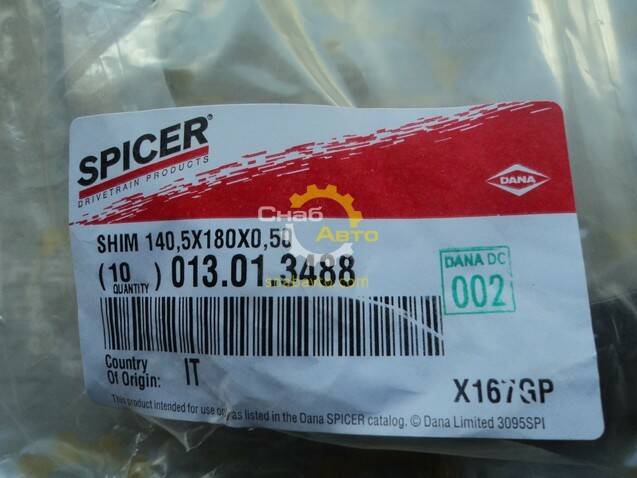 SPICER®
DRIVETRAIN PRODUCTS
DANA
Снаб
Авто
SHIM 140,5X180X0,50
(10) 013.01.3488
QUANTITY
снабавто.com
DANA DC
002
Country
Of Origin: IT
X167GP
This product intended for use only as listed in the Dana SPICER catalog. © Dana Limited 3095SPI